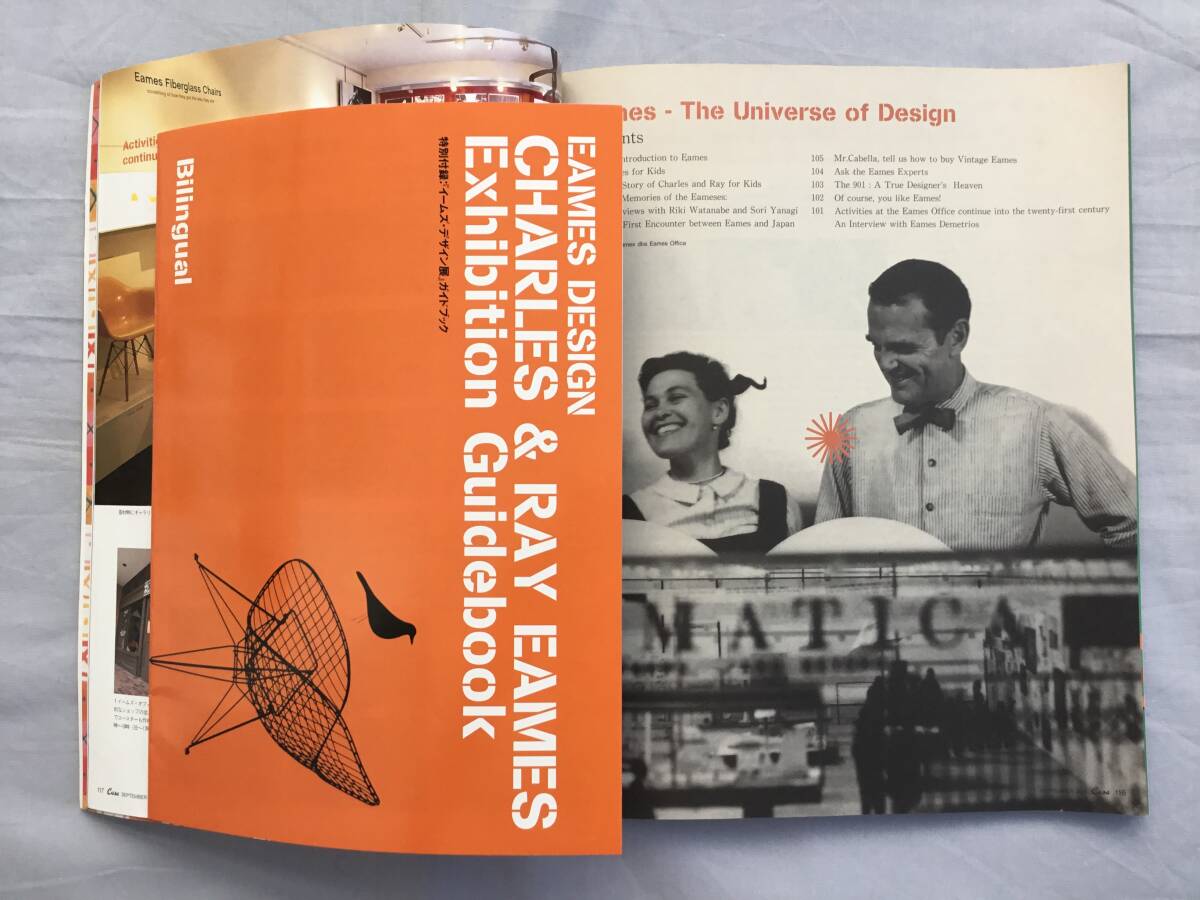 Eames Fiberglass Chairs
Activiti
continu
EAMES DESIGN
CHARLES & RAY EAMES
Exhibition Guidebook
特別付録:「イームズ・デザイン展」ガイドブック
Bilingual
mes - The Universe of Design
nts
ntroduction to Eames
es for Kids
Story of Charles and Ray for Kids
Memories of the Eameses:
views with Riki Watanabe and Sori Yanagi
First Encounter between Eames and Japan
105 Mr.Cabella, tell us how to buy Vintage Eames
104 Ask the Eames Experts
103 The 901 : A True Designer's Heaven
102 Of course, you like Eames!
101 Activities at the Eames Office continue into the twenty-first century
An Interview with Eames Demetrios
Eames Office
MATICA
117 Casa SEPTEMBER
Casa 116